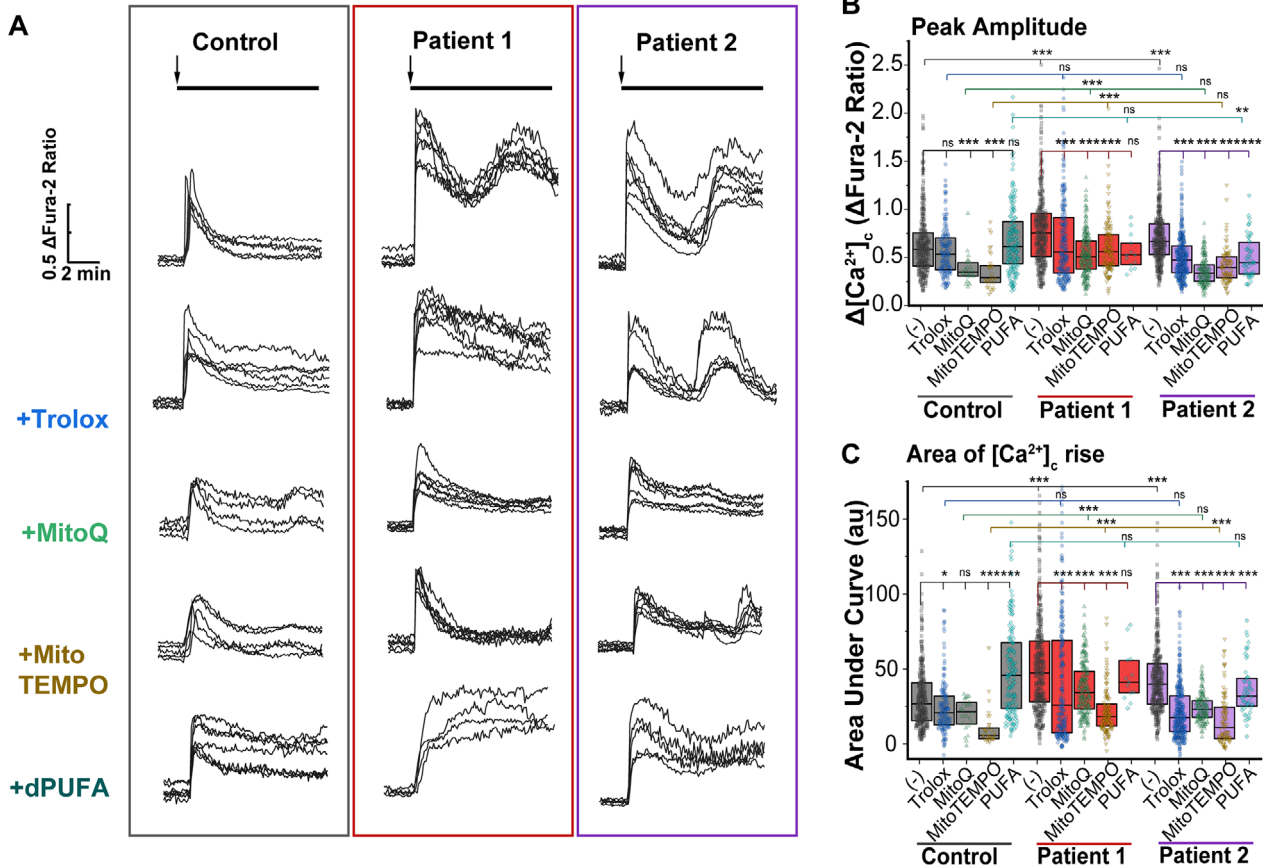 A
Control
Patient 1
Patient 2
0.5 ΔFura-2 Ratio
2 min
+Trolox
+MitoQ
+Mito
TEMPO
+dPUFA
B
Peak Amplitude
Δ[Ca²⁺]c (ΔFura-2 Ratio)
2.5
2.0
1.5
1.0
0.5
0.0
*** ***
ns ns
*** ns
*** ns
ns **
ns *** *** ns
*** *** *** ns
*** *** *** ***
(-)
Trolox
MitoQ
MitoTEMPO
PUFA
(-)
Trolox
MitoQ
MitoTEMPO
PUFA
(-)
Trolox
MitoQ
MitoTEMPO
PUFA
Control
Patient 1
Patient 2
C
Area of [Ca²⁺]c rise
Area Under Curve (au)
150
100
50
0
*** ***
ns ns
*** ns
*** ***
ns ns
* ns *** ***
*** *** *** ns
*** *** *** ***
(-)
Trolox
MitoQ
MitoTEMPO
PUFA
(-)
Trolox
MitoQ
MitoTEMPO
PUFA
(-)
Trolox
MitoQ
MitoTEMPO
PUFA
Control
Patient 1
Patient 2